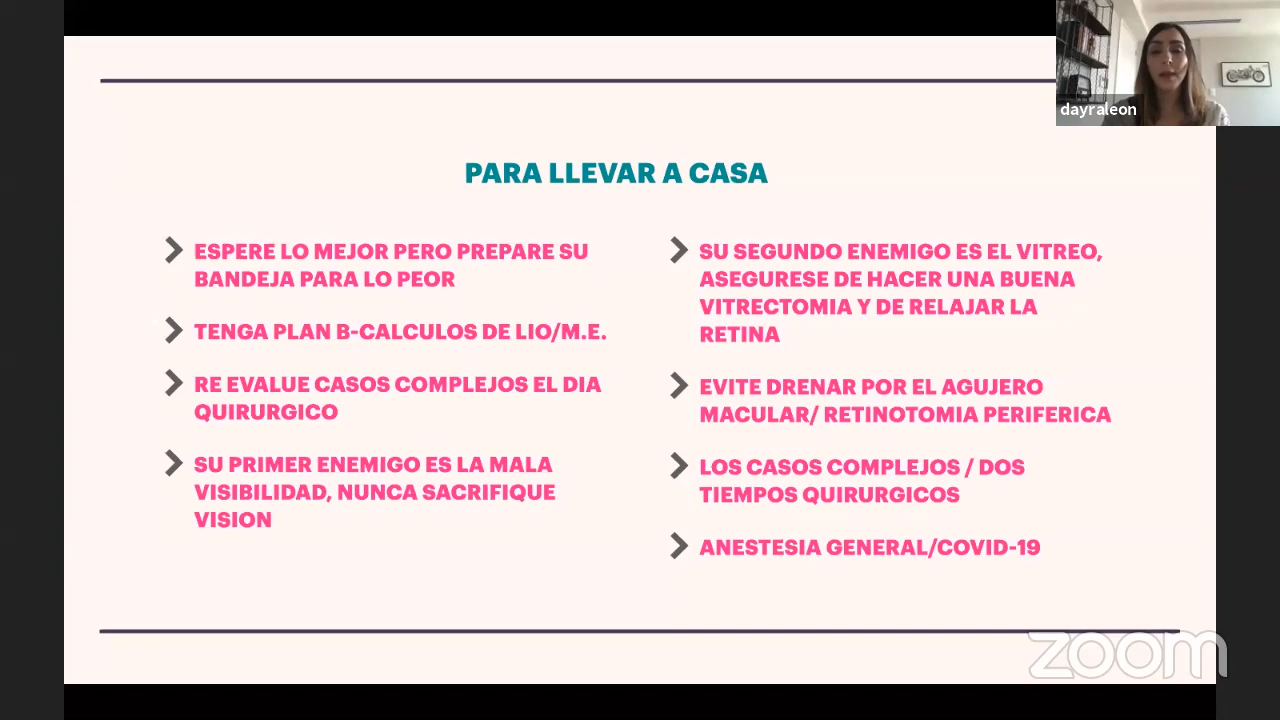 dayraleon
PARA LLEVAR A CASA
ESPERE LO MEJOR PERO PREPARE SU
BANDEJA PARA LO PEOR
TENGA PLAN B-CALCULOS DE LIO/M.E.
RE EVALUE CASOS COMPLEJOS EL DIA
QUIRURGICO
SU PRIMER ENEMIGO ES LA MALA
VISIBILIDAD, NUNCA SACRIFIQUE
VISION
SU SEGUNDO ENEMIGO ES EL VITREO,
ASEGURESE DE HACER UNA BUENA
VITRECTOMIA Y DE RELAJAR LA
RETINA
EVITE DRENAR POR EL AGUJERO
MACULAR/ RETINOTOMIA PERIFERICA
LOS CASOS COMPLEJOS / DOS
TIEMPOS QUIRURGICOS
ANESTESIA GENERAL/COVID-19
zoom